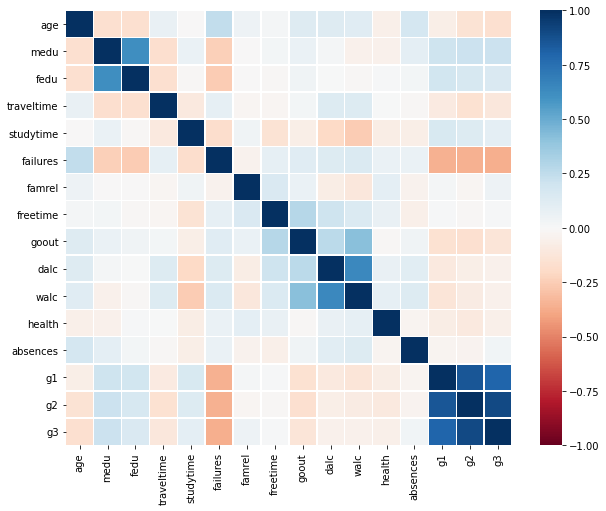 age
medu
fedu
traveltime
studytime
failures
famrel
freetime
goout
dalc
walc
health
absences
g1
g2
g3
age
medu
fedu
traveltime
studytime
failures
famrel
freetime
goout
dalc
walc
health
absences
g1
g2
g3
1.00
0.75
0.50
0.25
0.00
−0.25
−0.50
−0.75
−1.00